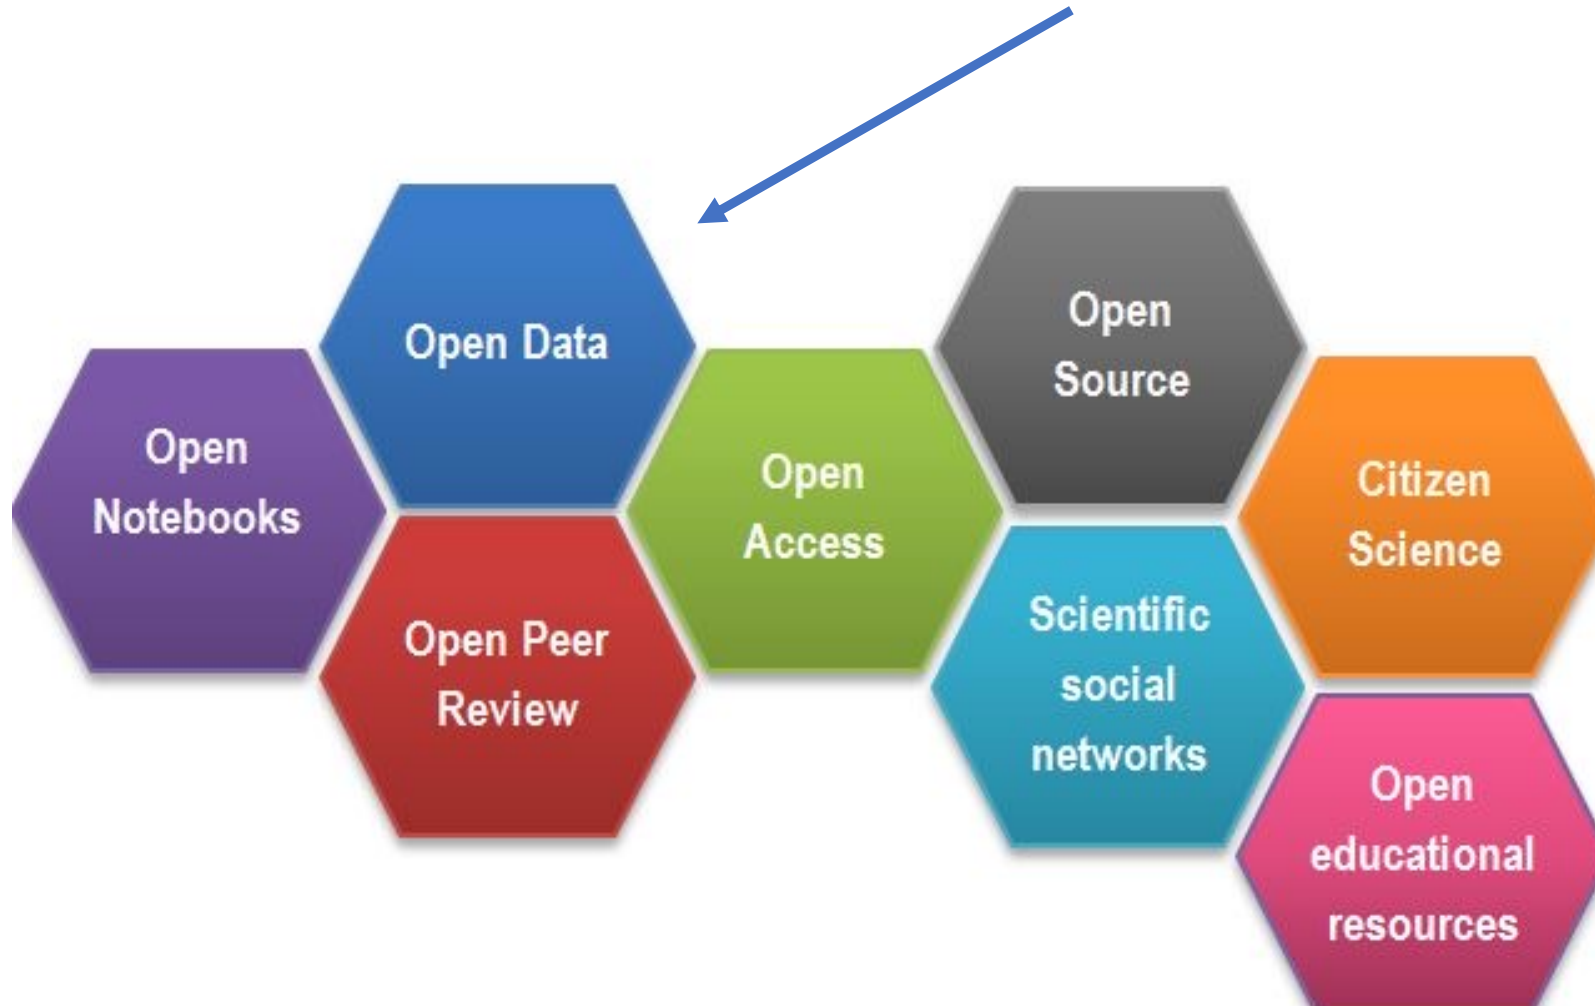 Open Data
Open
Source
Open
Notebooks
Open
Access
Citizen
Science
Open Peer
Review
Scientific
social
networks
Open
educational
resources